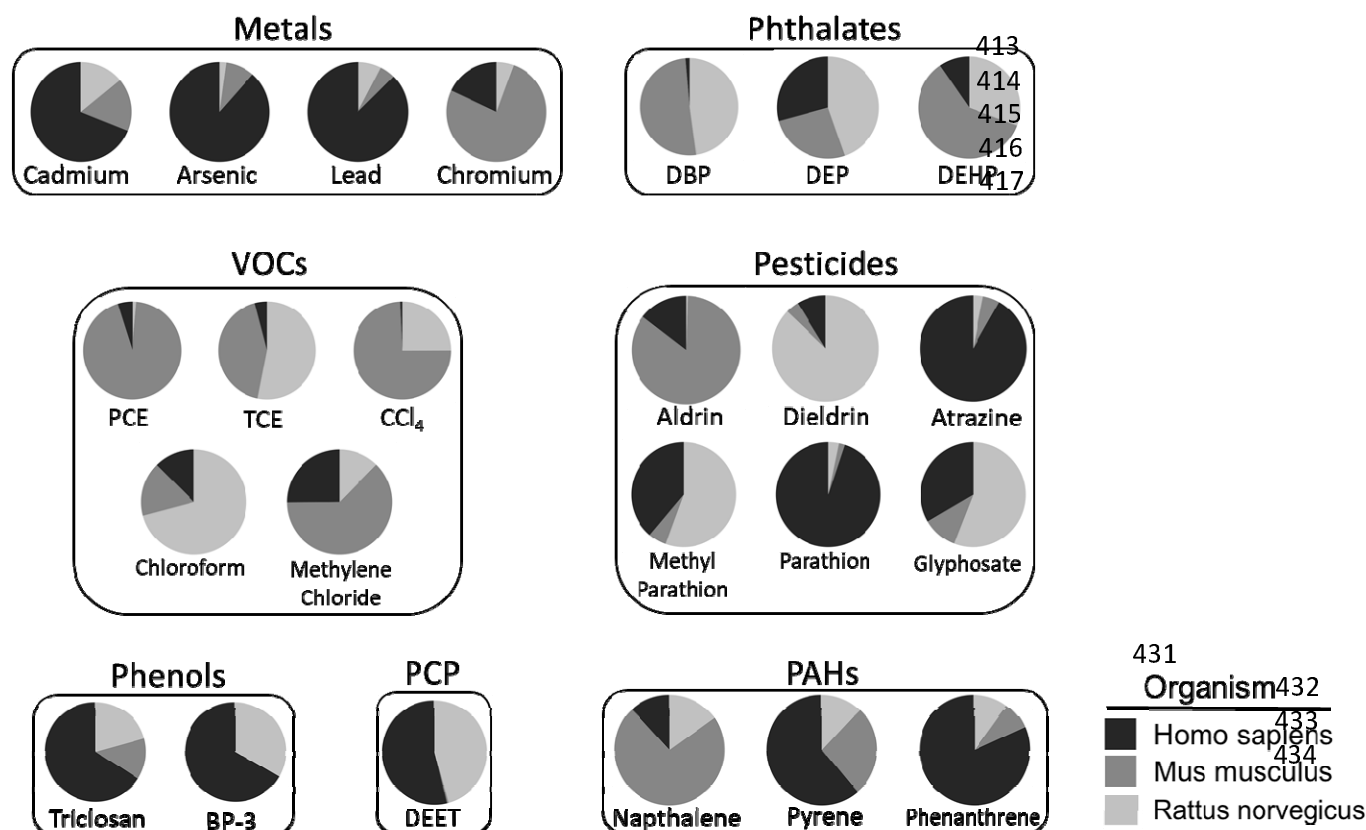 Metals
Cadmium
Arsenic
Lead
Chromium
Phthalates
413
414
415
416
417
DBP
DEP
DEHP
VOCs
PCE
TCE
CCl4
Chloroform
Methylene
Chloride
Pesticides
Aldrin
Dieldrin
Atrazine
Methyl
Parathion
Parathion
Glyphosate
Phenols
Triclosan
BP-3
PCP
DEET
PAHs
Napthalene
Pyrene
Phenanthrene
431
Organism
432
433
434
Homo sapiens
Mus musculus
Rattus norvegicus